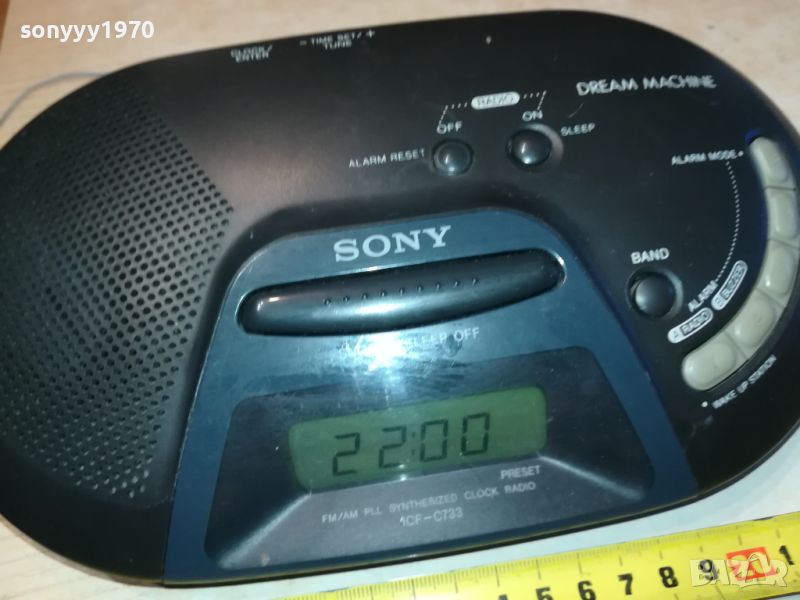 sonyyy1970
CLOCK/
ENTER
− TIME SET/ +
TUNE
DREAM MACHINE
RADIO
OFF
ON
SLEEP
ALARM RESET
ALARM MODE
SONY
BAND
ALARM
A RADIO
B BUZZER
SLEEP OFF
WAKE UP STATION
22:00
PRESET
FM/AM PLL SYNTHESIZED CLOCK RADIO
ICF-C733
5 6 7 8 9
BAZAR